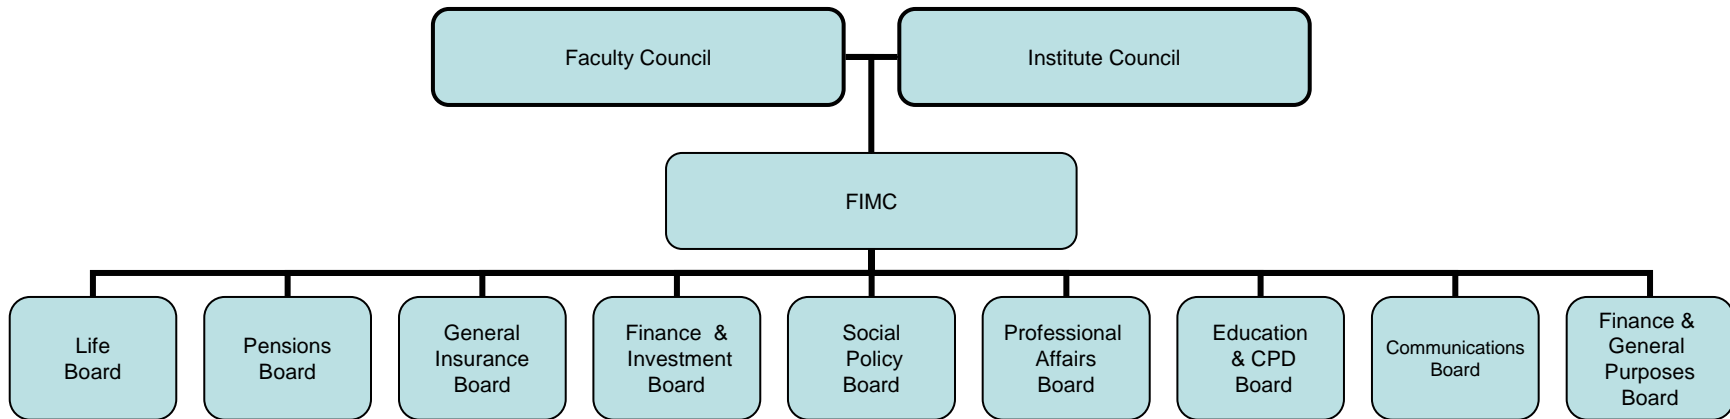 Faculty Council
Institute Council
FIMC
Life
Board
Pensions
Board
General
Insurance
Board
Finance & 
Investment
Board
Social
Policy
Board
Professional
Affairs
Board
Education
& CPD
Board
Communications
Board
Finance &
General
Purposes
Board